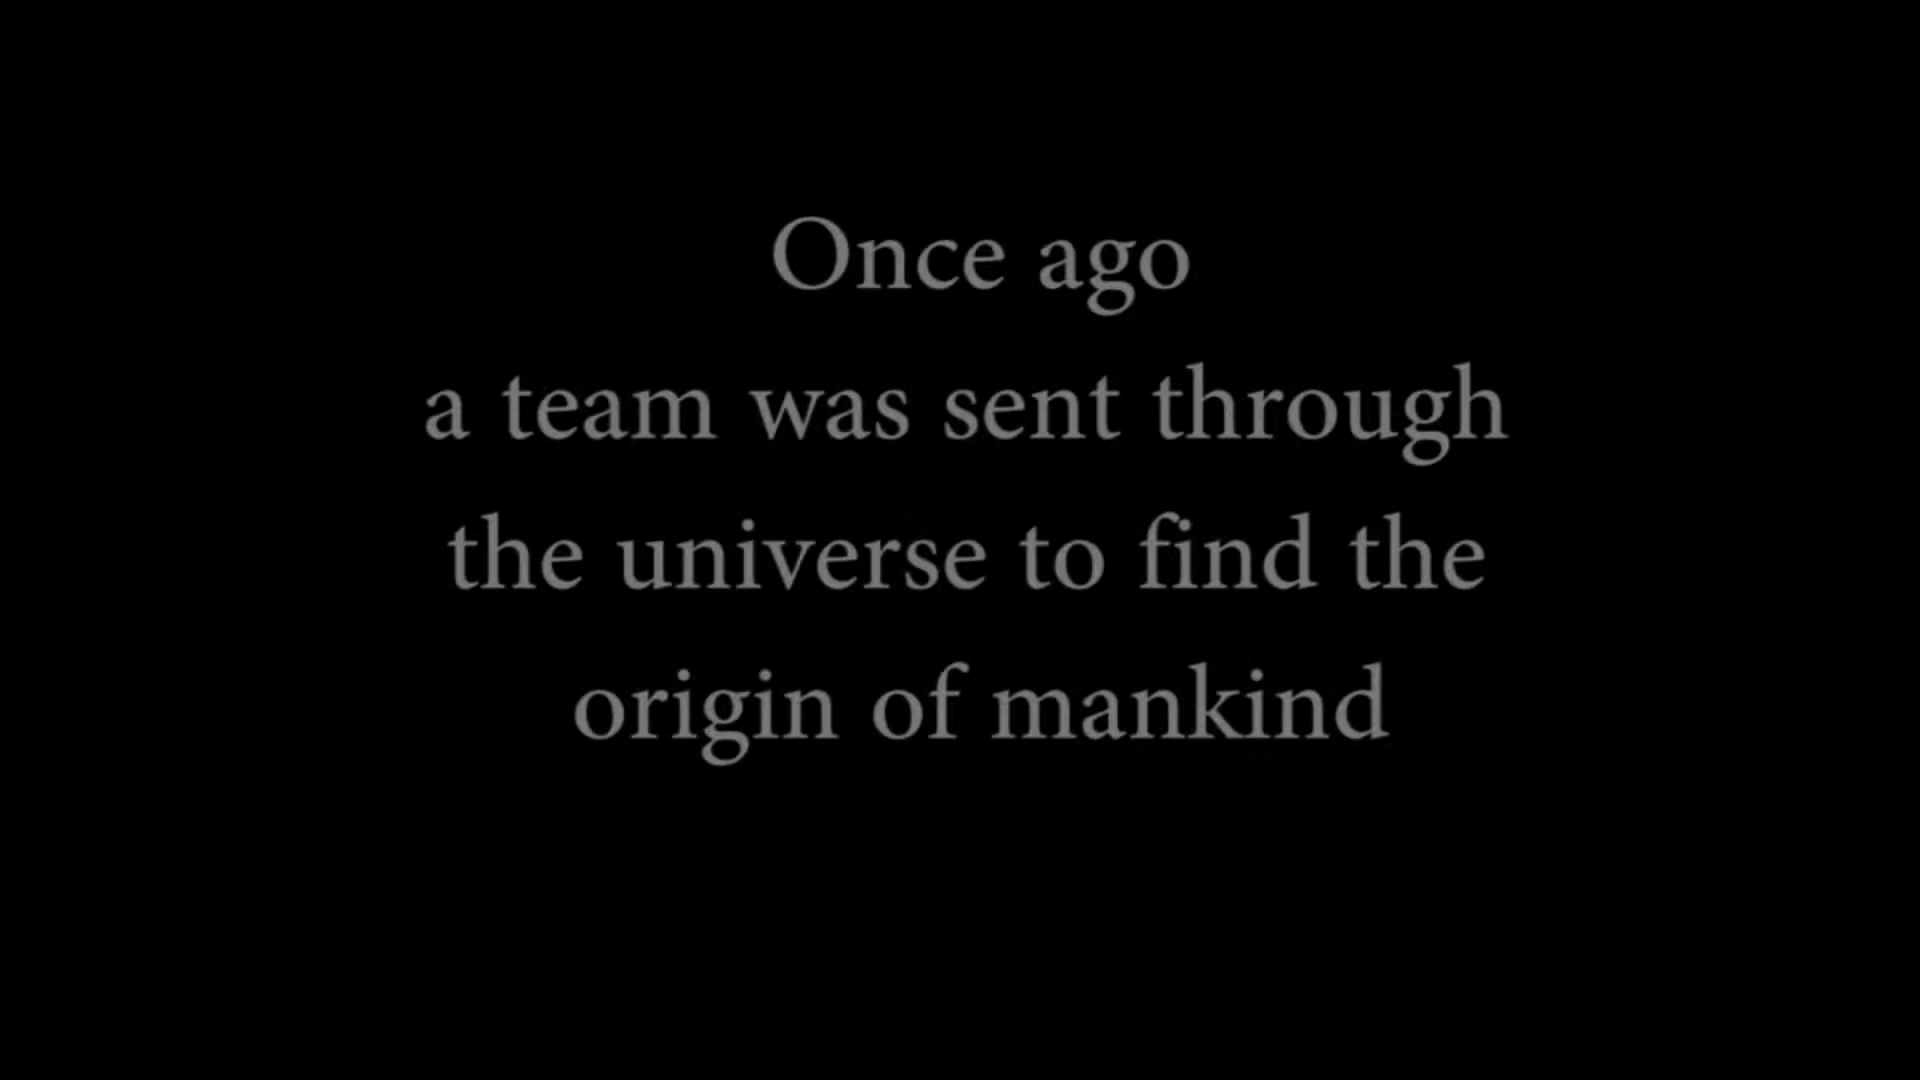 Once ago
a team was sent through
the universe to find the
origin of mankind